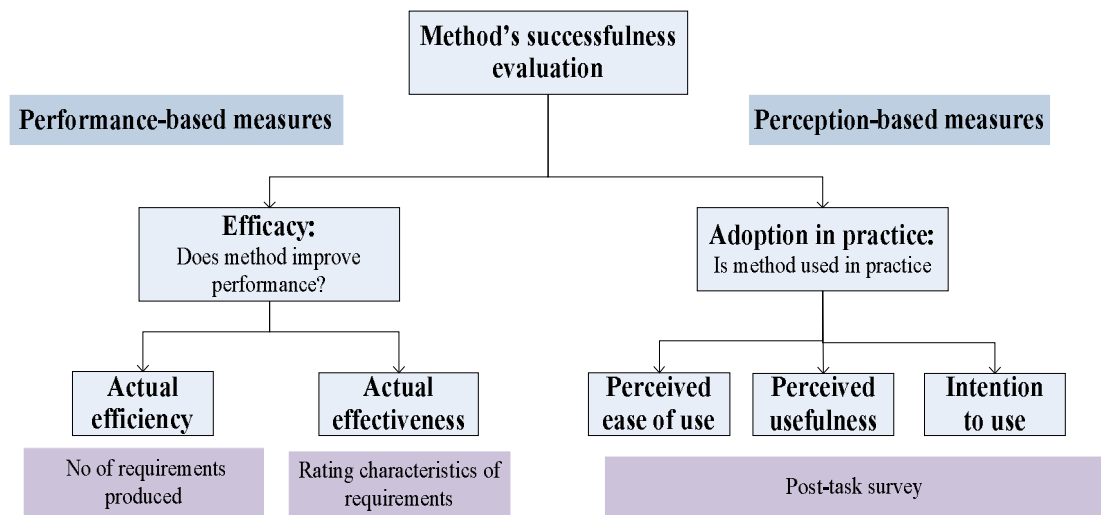 Method's successfulness
evaluation
Performance-based measures
Perception-based measures
Efficacy:
Does method improve
performance?
Adoption in practice:
Is method used in practice
Actual
efficiency
Actual
effectiveness
Perceived
ease of use
Perceived
usefulness
Intention
to use
No of requirements
produced
Rating characteristics of
requirements
Post-task survey